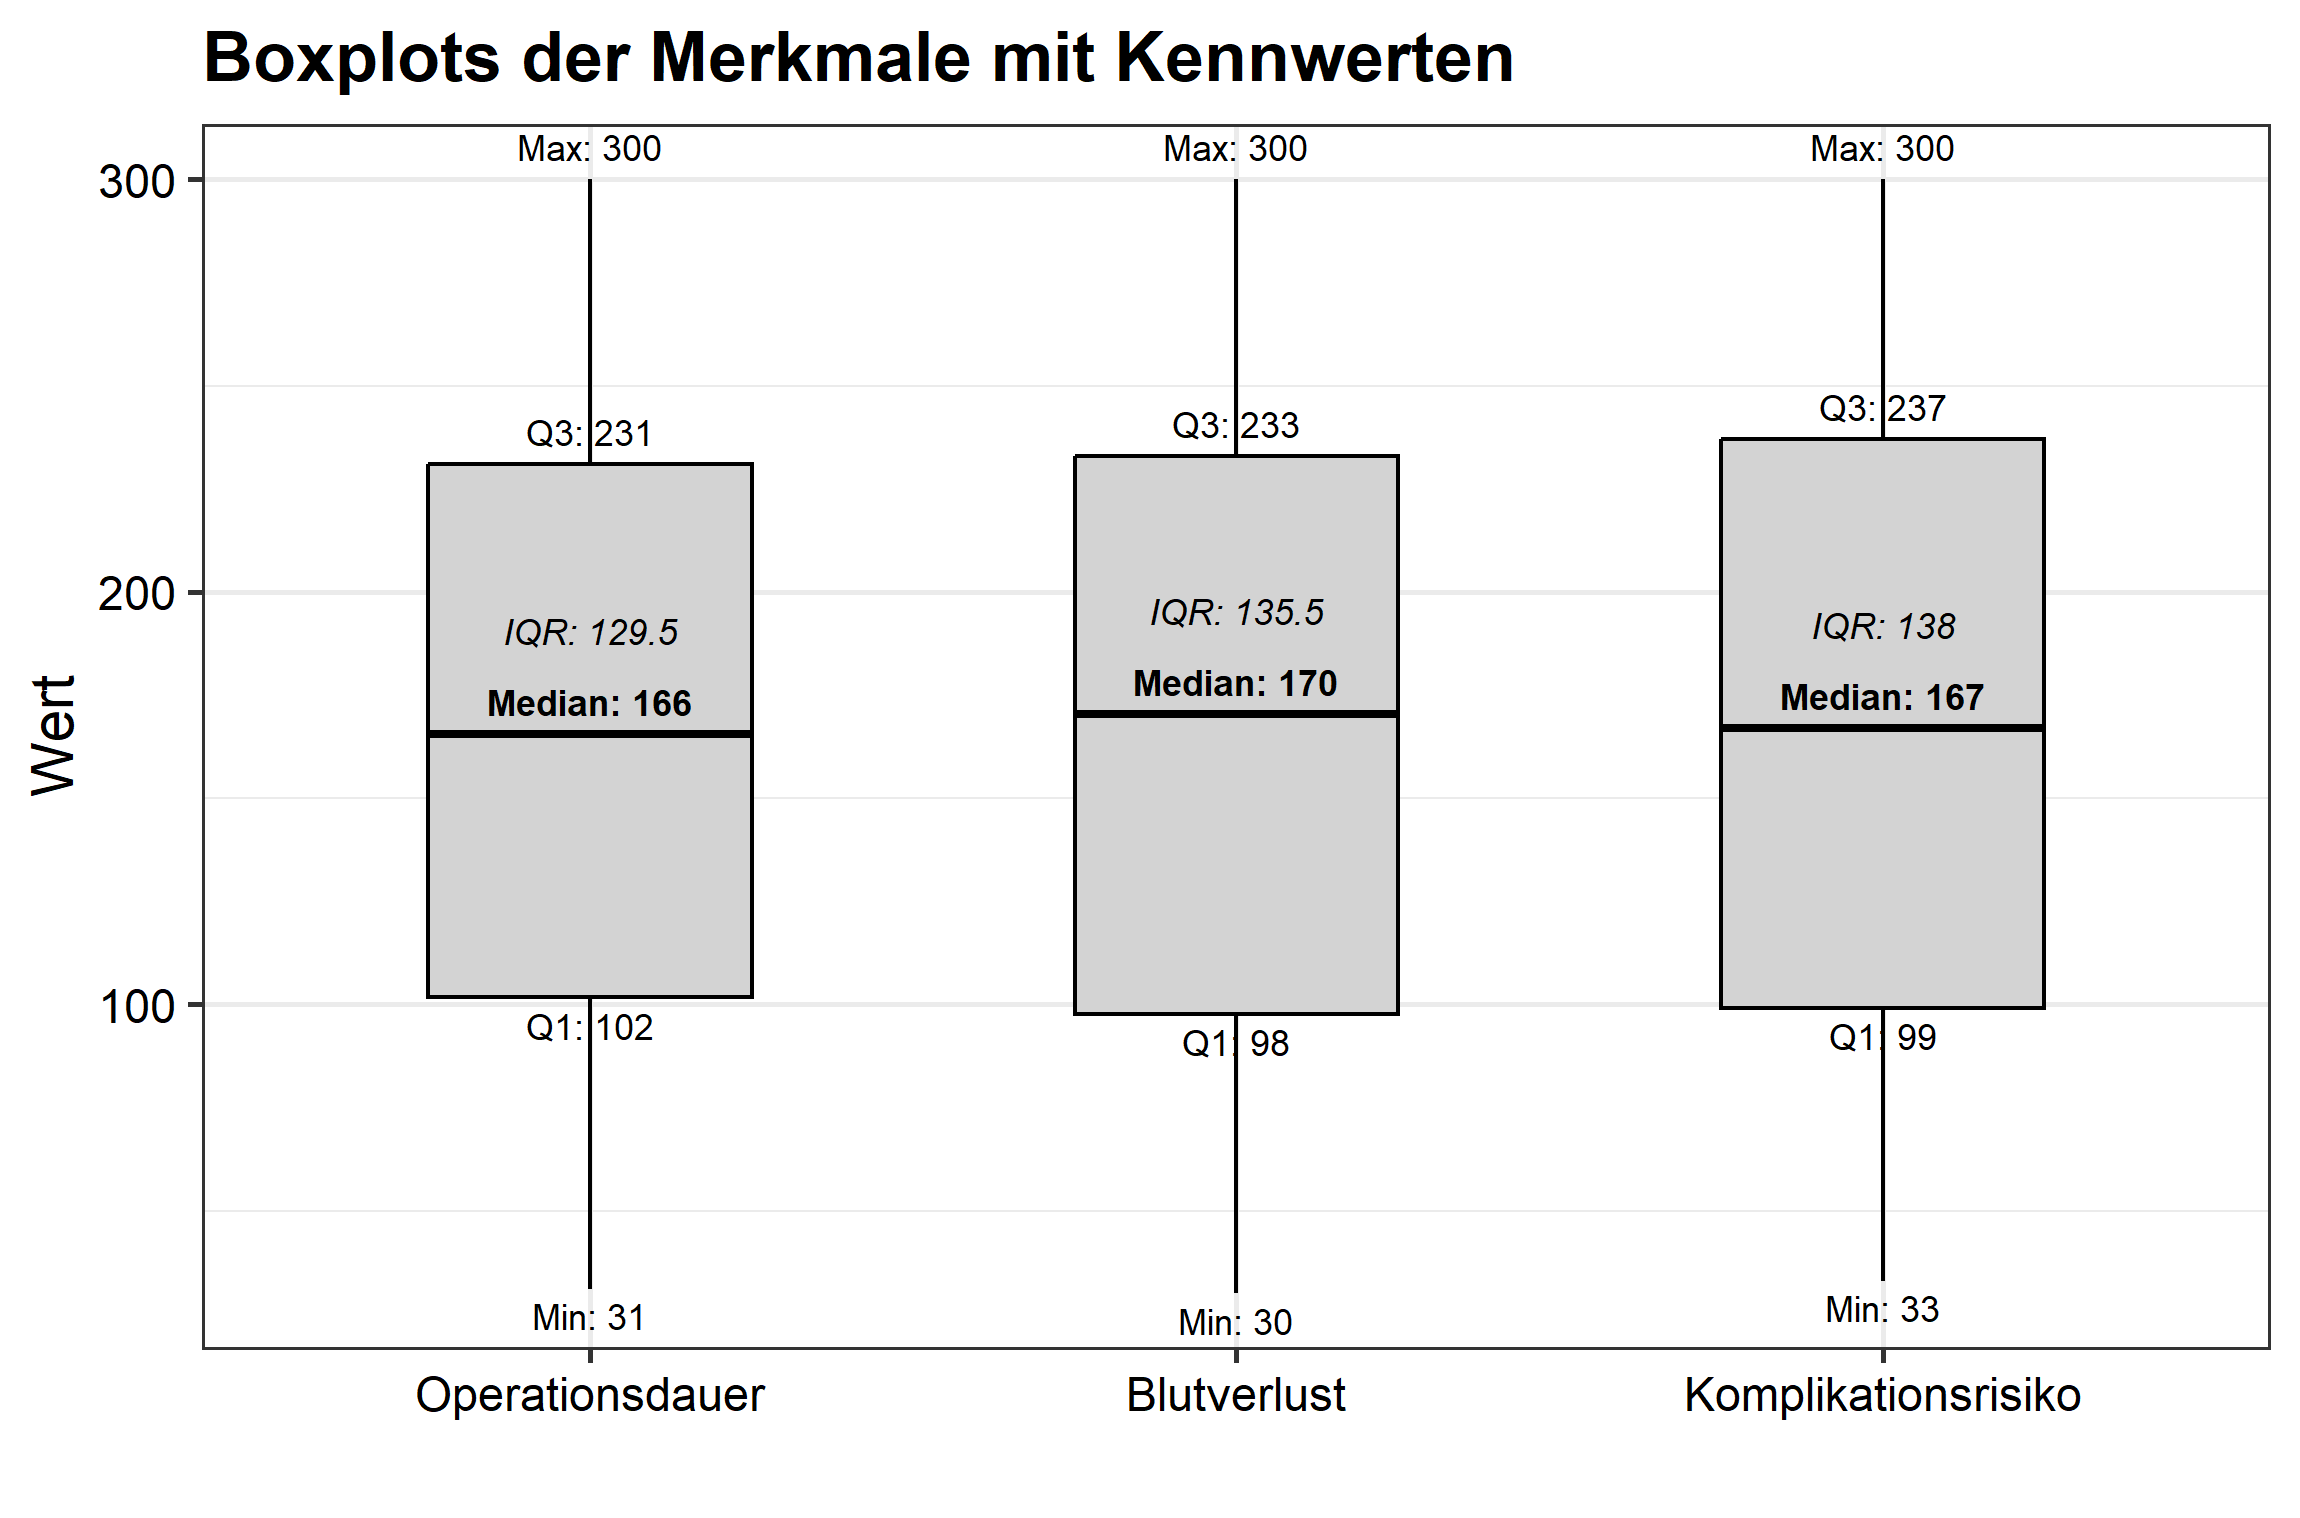 Boxplots der Merkmale mit Kennwerten
Max: 300 Max: 300 Max: 300
300
Q3: 231 Q3: 233 Q3: 237
200
IQR: 129.5 IQR: 135.5 IQR: 138
Median: 166 Median: 170 Median: 167
Wert
100
Q1: 102 Q1: 98 Q1: 99
Min: 31 Min: 30 Min: 33
Operationsdauer Blutverlust Komplikationsrisiko